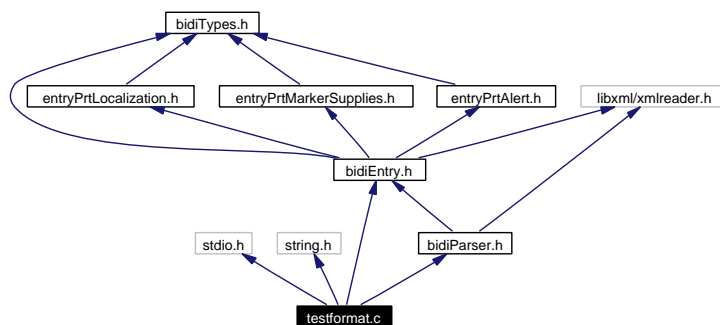 bidiTypes.h
entryPrtLocalization.h
entryPrtMarkerSupplies.h
entryPrtAlert.h
libxml/xmlreader.h
bidiEntry.h
stdio.h
string.h
bidiParser.h
testformat.c